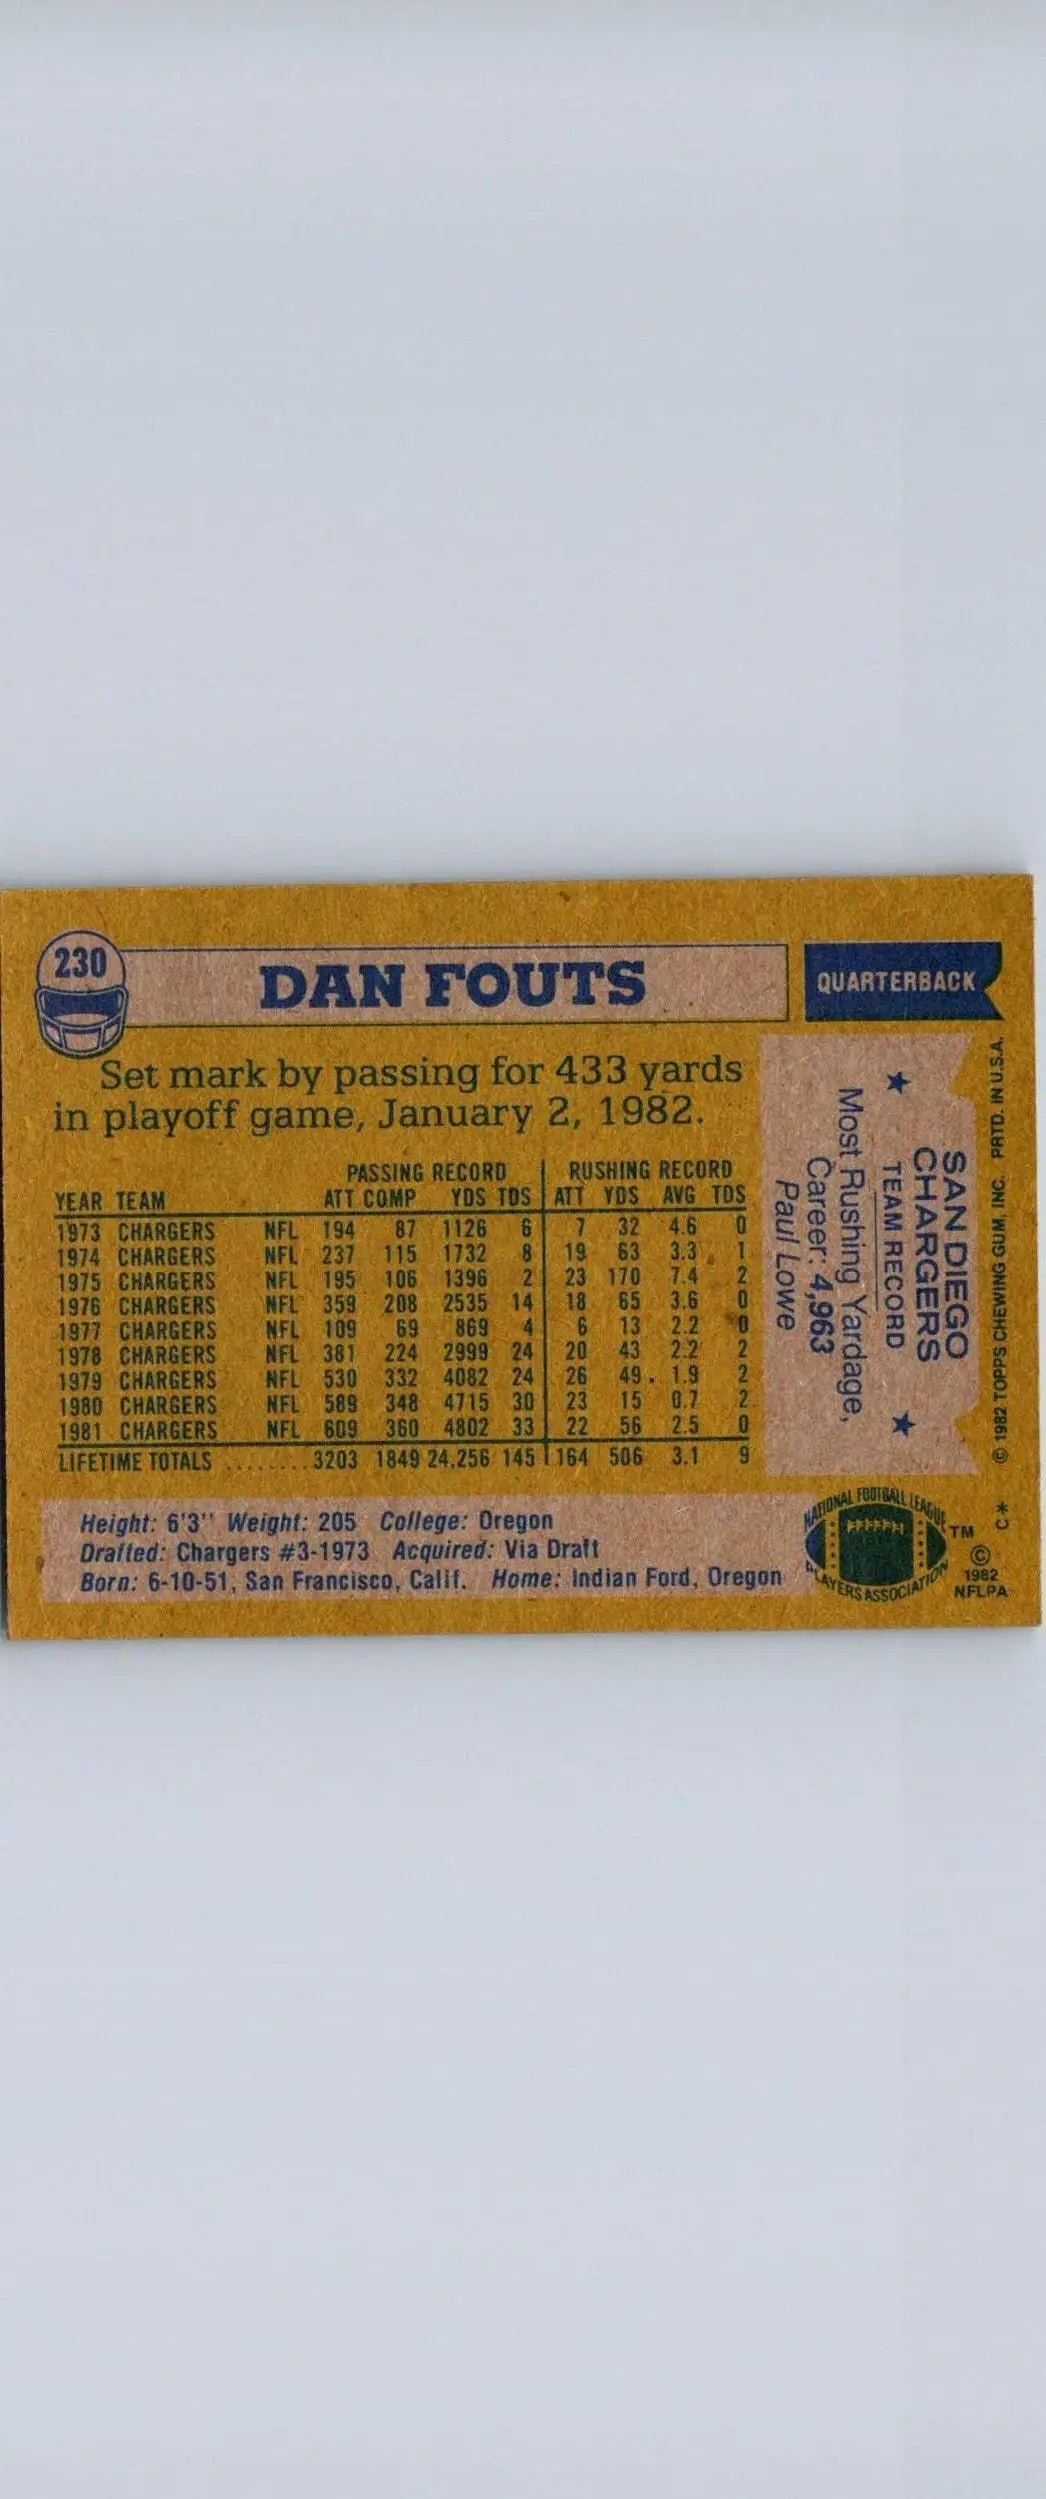 230
DAN FOUTS
QUARTERBACK
Set mark by passing for 433 yards
in playoff game, January 2, 1982.
PASSING RECORD RUSHING RECORD
YEAR TEAM ATT COMP YDS TDS ATT YDS AVG TDS
1973 CHARGERS NFL 194 87 1126 6 7 32 4.6 0
1974 CHARGERS NFL 237 115 1732 8 19 63 3.3 1
1975 CHARGERS NFL 195 106 1396 2 23 170 7.4 2
1976 CHARGERS NFL 359 208 2535 14 18 65 3.6 0
1977 CHARGERS NFL 109 69 869 4 6 13 2.2 0
1978 CHARGERS NFL 381 224 2999 24 20 43 2.2 2
1979 CHARGERS NFL 530 332 4082 24 26 49 1.9 2
1980 CHARGERS NFL 589 348 4715 30 23 15 0.7 2
1981 CHARGERS NFL 609 360 4802 33 22 56 2.5 0
LIFETIME TOTALS ........ 3203 1849 24,256 145 164 506 3.1 9
Height: 6'3" Weight: 205 College: Oregon
Drafted: Chargers #3-1973 Acquired: Via Draft
Born: 6-10-51, San Francisco, Calif. Home: Indian Ford, Oregon
SAN DIEGO
CHARGERS
★ TEAM RECORD ★
Most Rushing Yardage,
Career: 4,963
Paul Lowe
© 1982 TOPPS CHEWING GUM, INC. PRTD. IN U.S.A.
C*
NATIONAL FOOTBALL LEAGUE
PLAYERS ASSOCIATION
TM
©
1982
NFLPA